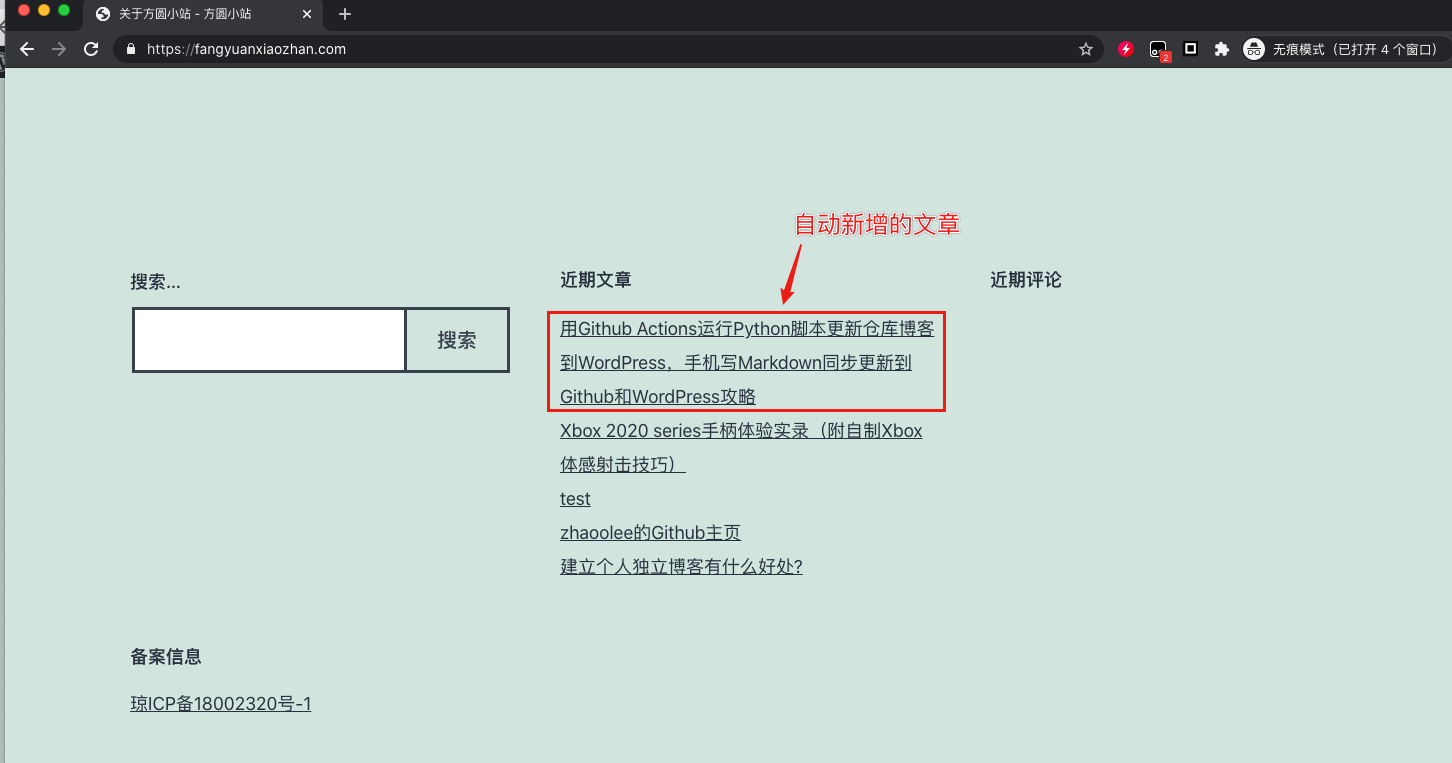 关于方圆小站 - 方圆小站
https://fangyuanxiaozhan.com
2
无痕模式（已打开 4 个窗口）
自动新增的文章
搜索...
搜索
近期文章
用Github Actions运行Python脚本更新仓库博客
到WordPress，手机写Markdown同步更新到
Github和WordPress攻略
Xbox 2020 series手柄体验实录（附自制Xbox
体感射击技巧）
test
zhaoolee的Github主页
建立个人独立博客有什么好处?
近期评论
备案信息
琼ICP备18002320号-1